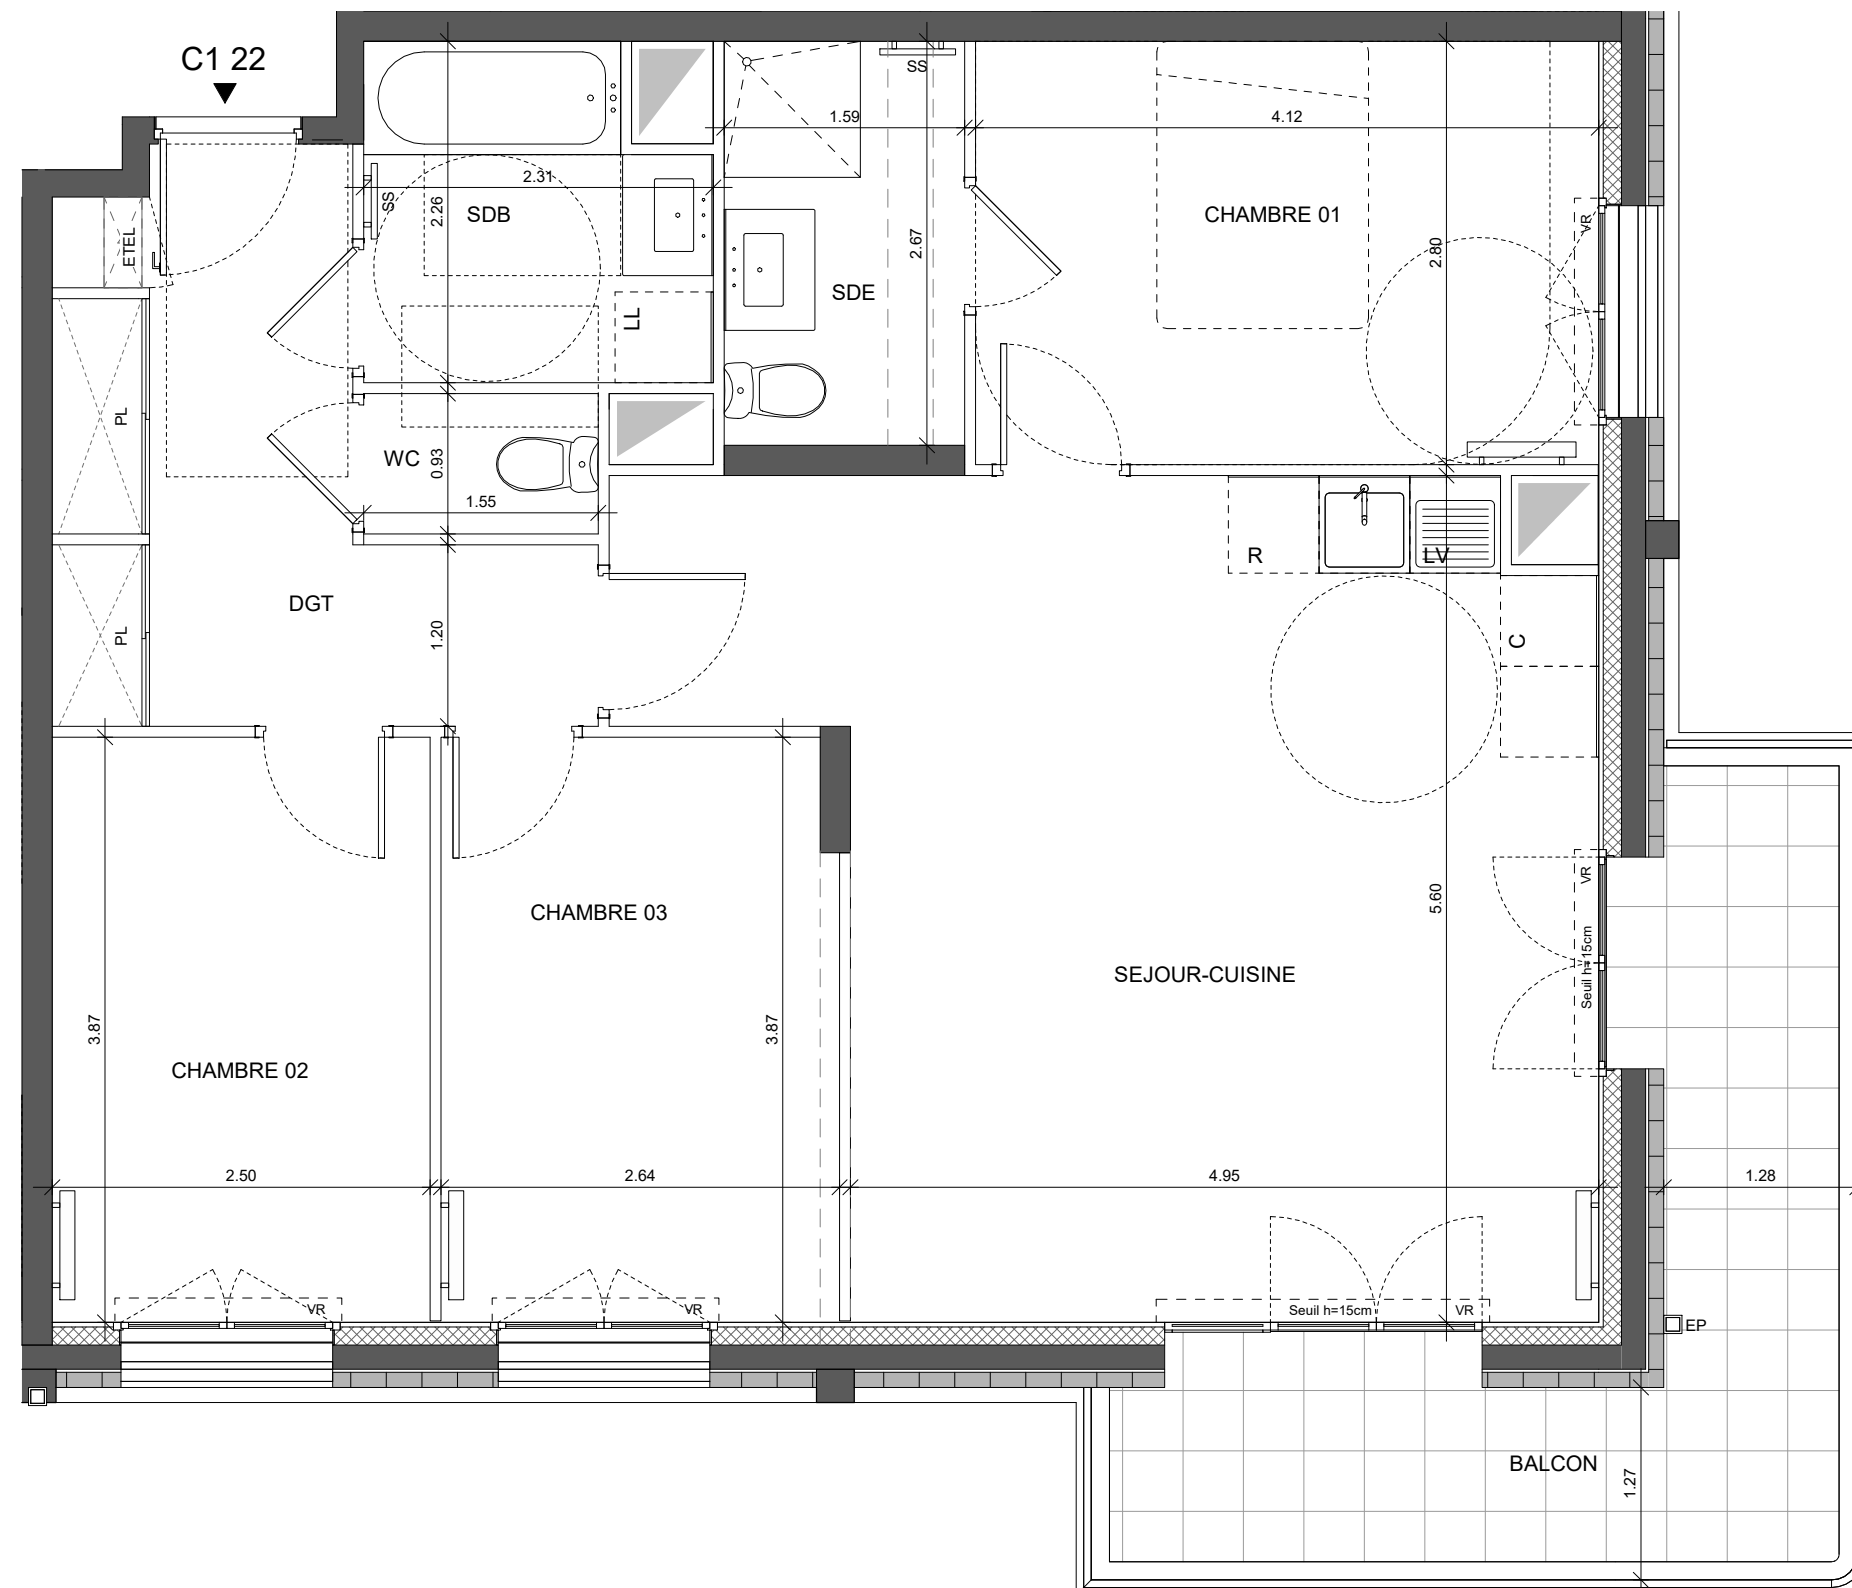 C1 22
SS
1.59
4.12
2.31
SS
2.26
SDB
CHAMBRE 01
VR
ETEL
2.67
2.80
SDE
LL
PL
WC
0.93
1.55
R
LV
DGT
PL
1.20
C
VR
CHAMBRE 03
5.60
Seuil h=15cm
SEJOUR-CUISINE
3.87
3.87
CHAMBRE 02
2.50
2.64
4.95
1.28
VR
VR
Seuil h=15cm
VR
EP
BALCON
1.27